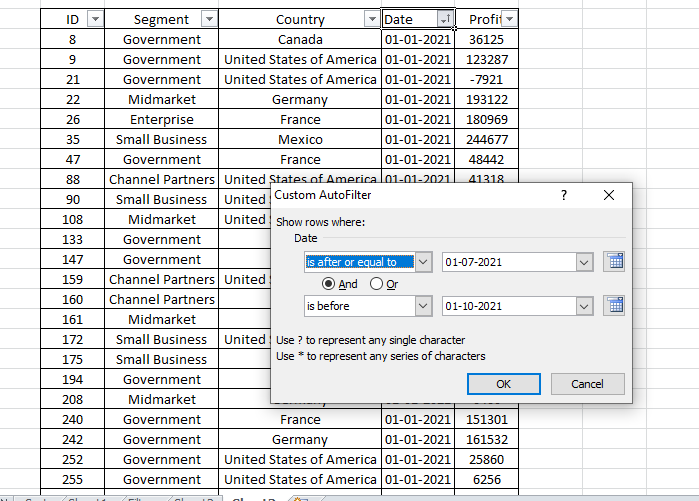 ID Segment Country Date Profit
8 Government Canada 01-01-2021 36125
9 Government United States of America 01-01-2021 123287
21 Government United States of America 01-01-2021 -7921
22 Midmarket Germany 01-01-2021 193122
26 Enterprise France 01-01-2021 180969
35 Small Business Mexico 01-01-2021 244677
47 Government France 01-01-2021 48442
88 Channel Partners United States of America 01-01-2021 41318
90 Small Business United S
108 Midmarket United S
133 Government
147 Government
159 Channel Partners United S
160 Channel Partners
161 Midmarket
172 Small Business United S
175 Small Business
194 Government
208 Midmarket
240 Government France 01-01-2021 151301
242 Government Germany 01-01-2021 161532
252 Government United States of America 01-01-2021 25860
255 Government United States of America 01-01-2021 6256
Custom AutoFilter ? X
Show rows where:
Date
is after or equal to 01-07-2021
And Or
is before 01-10-2021
Use ? to represent any single character
Use * to represent any series of characters
OK Cancel